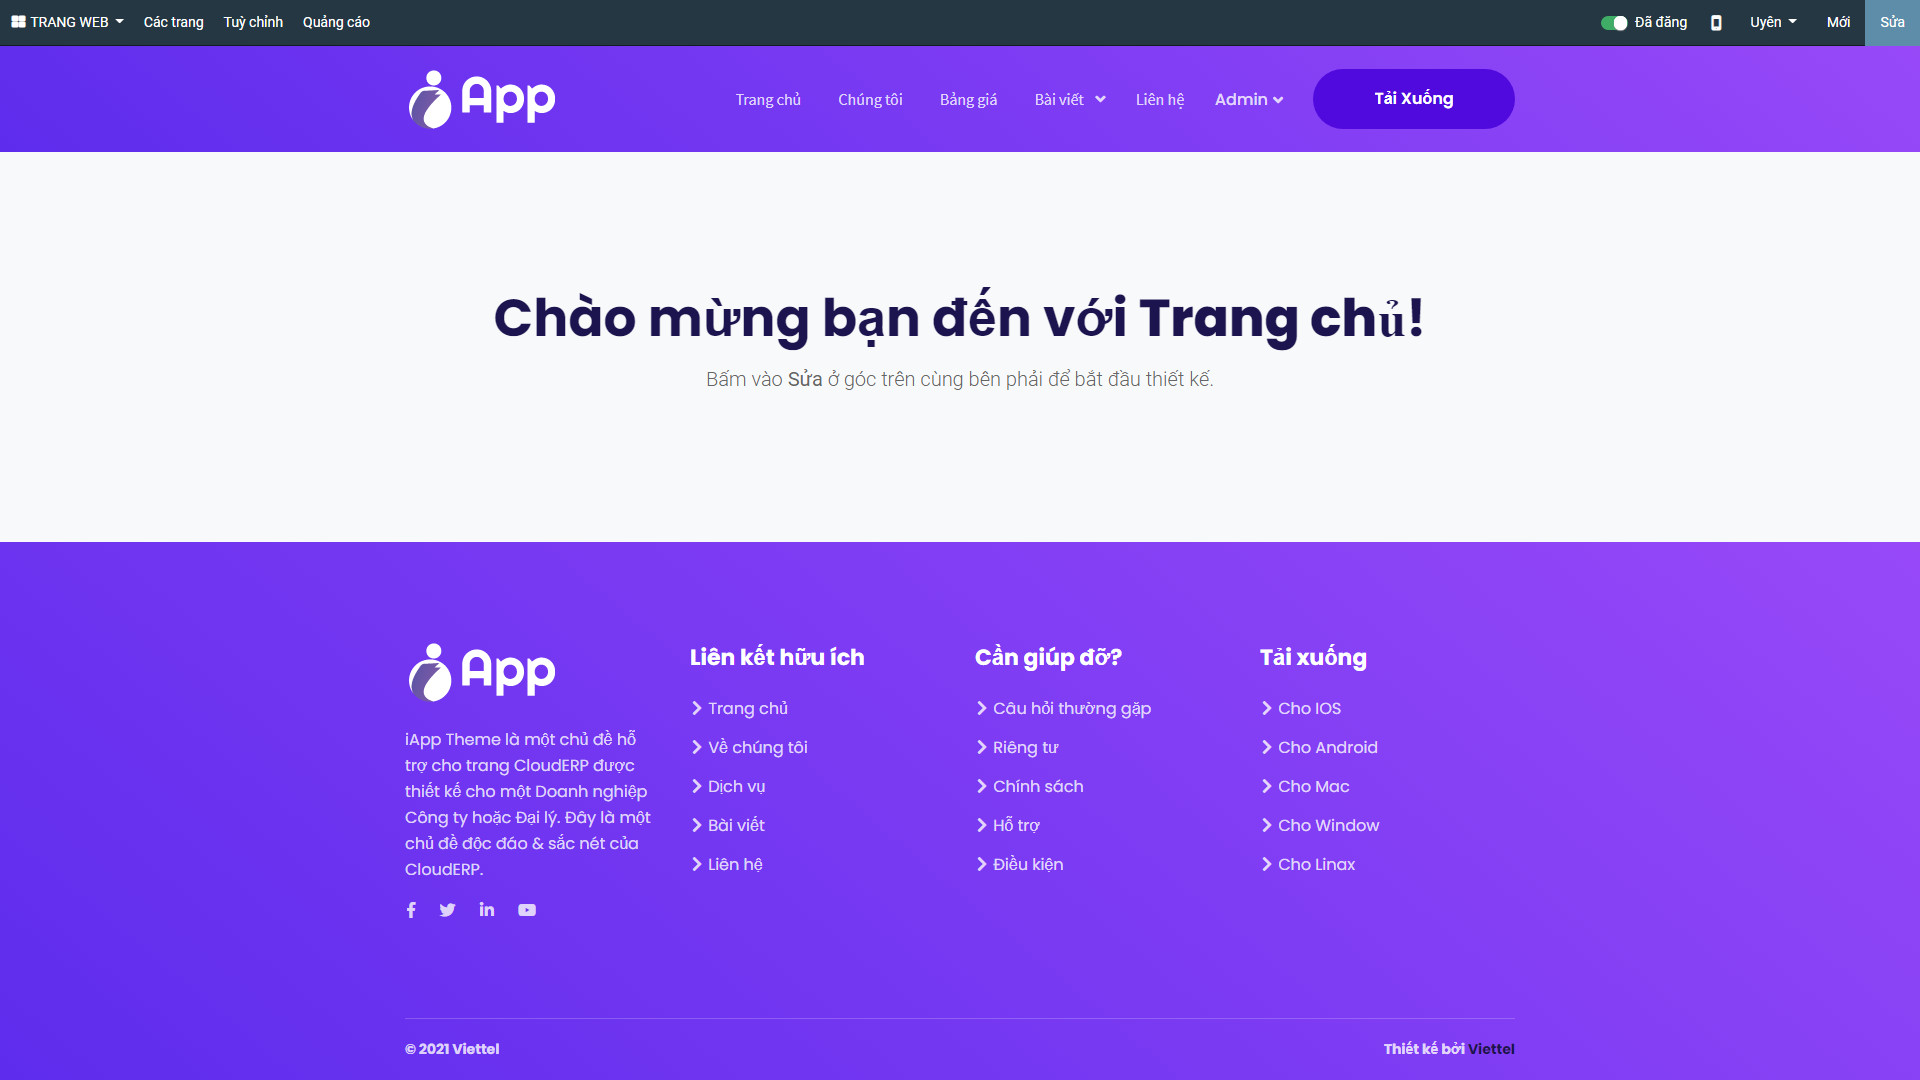 TRANG WEB Các trang Tuỳ chỉnh Quảng cáo Đã đăng Uyên Mới Sửa
App Trang chủ Chúng tôi Bảng giá Bài viết Liên hệ Admin Tải Xuống
Chào mừng bạn đến với Trang chủ!
Bấm vào Sửa ở góc trên cùng bên phải để bắt đầu thiết kế.
App
iApp Theme là một chủ đề hỗ
trợ cho trang CloudERP được
thiết kế cho một Doanh nghiệp
Công ty hoặc Đại lý. Đây là một
chủ đề độc đáo & sắc nét của
CloudERP.
Liên kết hữu ích
Trang chủ
Về chúng tôi
Dịch vụ
Bài viết
Liên hệ
Cần giúp đỡ?
Câu hỏi thường gặp
Riêng tư
Chính sách
Hỗ trợ
Điều kiện
Tải xuống
Cho IOS
Cho Android
Cho Mac
Cho Window
Cho Linax
© 2021 Viettel
Thiết kế bởi Viettel